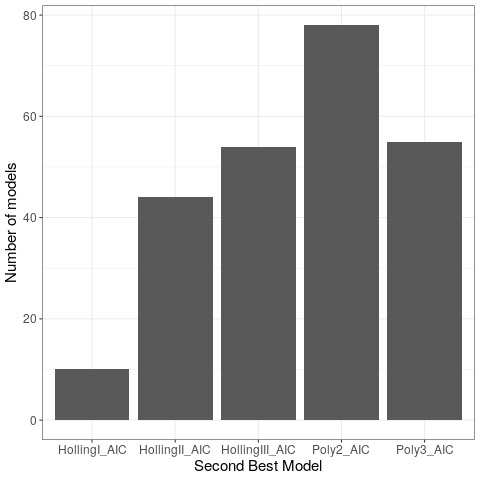 80
60
40
20
0
Number of models
HollingI_AIC HollingII_AIC HollingIII_AIC Poly2_AIC Poly3_AIC
Second Best Model